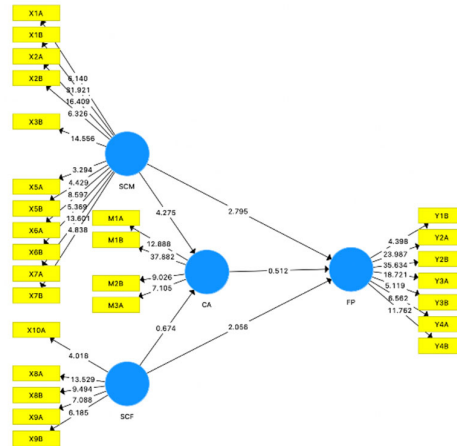 X1A
X1B
X2A
X2B
X3B
X5A
X5B
X6A
X6B
X7A
X7B
6.140
31.921
16.409
6.326
14.556
3.294
4.429
8.597
5.369
13.601
4.838
SCM
4.275
2.795
M1A
M1B
M2B
M3A
12.888
37.882
9.026
7.105
CA
0.512
FP
4.398
23.987
35.634
18.721
5.119
6.562
11.762
Y1B
Y2A
Y2B
Y3A
Y3B
Y4A
Y4B
0.674
2.056
X10A
X8A
X8B
X9A
X9B
4.018
13.529
9.494
7.088
6.185
SCF